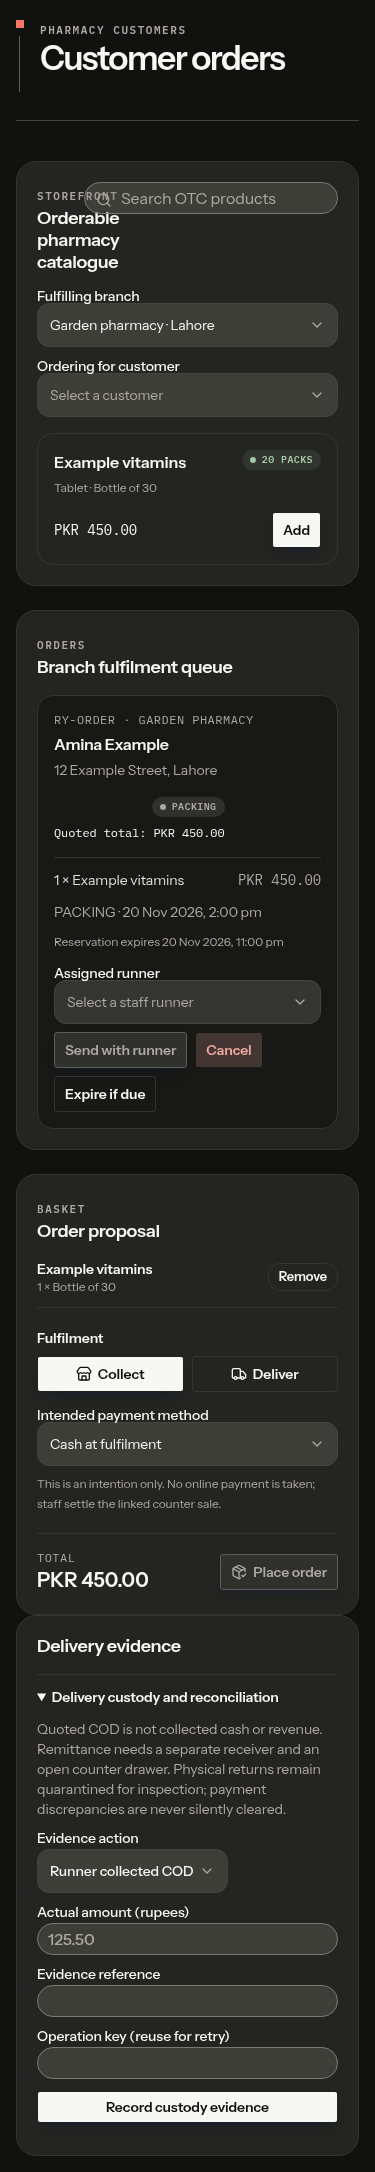 PHARMACY CUSTOMERS
Customer orders
STOREFRONT
Search OTC products
Orderable
pharmacy
catalogue
Fulfilling branch
Garden pharmacy · Lahore
Ordering for customer
Select a customer
Example vitamins
20 PACKS
Tablet · Bottle of 30
PKR 450.00
Add
ORDERS
Branch fulfilment queue
RY-ORDER · GARDEN PHARMACY
Amina Example
12 Example Street, Lahore
PACKING
Quoted total: PKR 450.00
1 × Example vitamins PKR 450.00
PACKING · 20 Nov 2026, 2:00 pm
Reservation expires 20 Nov 2026, 11:00 pm
Assigned runner
Select a staff runner
Send with runner Cancel
Expire if due
BASKET
Order proposal
Example vitamins
1 × Bottle of 30
Remove
Fulfilment
Collect Deliver
Intended payment method
Cash at fulfilment
This is an intention only. No online payment is taken;
staff settle the linked counter sale.
TOTAL
PKR 450.00
Place order
Delivery evidence
▼ Delivery custody and reconciliation
Quoted COD is not collected cash or revenue.
Remittance needs a separate receiver and an
open counter drawer. Physical returns remain
quarantined for inspection; payment
discrepancies are never silently cleared.
Evidence action
Runner collected COD
Actual amount (rupees)
125.50
Evidence reference
Operation key (reuse for retry)
Record custody evidence